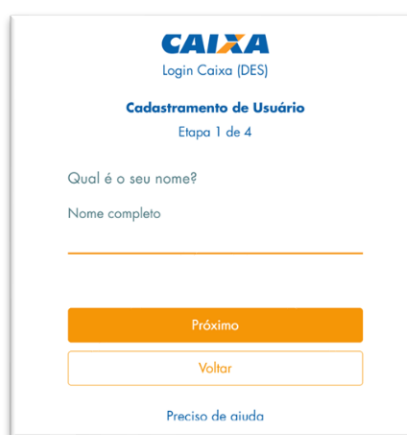 CAIXA
Login Caixa (DES)
Cadastramento de Usuário
Etapa 1 de 4
Qual é o seu nome?
Nome completo
Próximo
Voltar
Preciso de ajuda